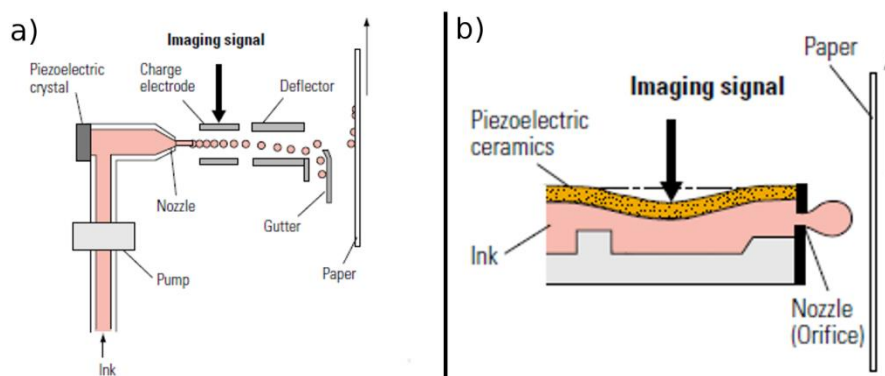 a)
Imaging signal
Piezoelectric
crystal
Charge
electrode
Deflector
Nozzle
Gutter
Pump
Paper
Ink
b)
Paper
Imaging signal
Piezoelectric
ceramics
Ink
Nozzle
(Orifice)